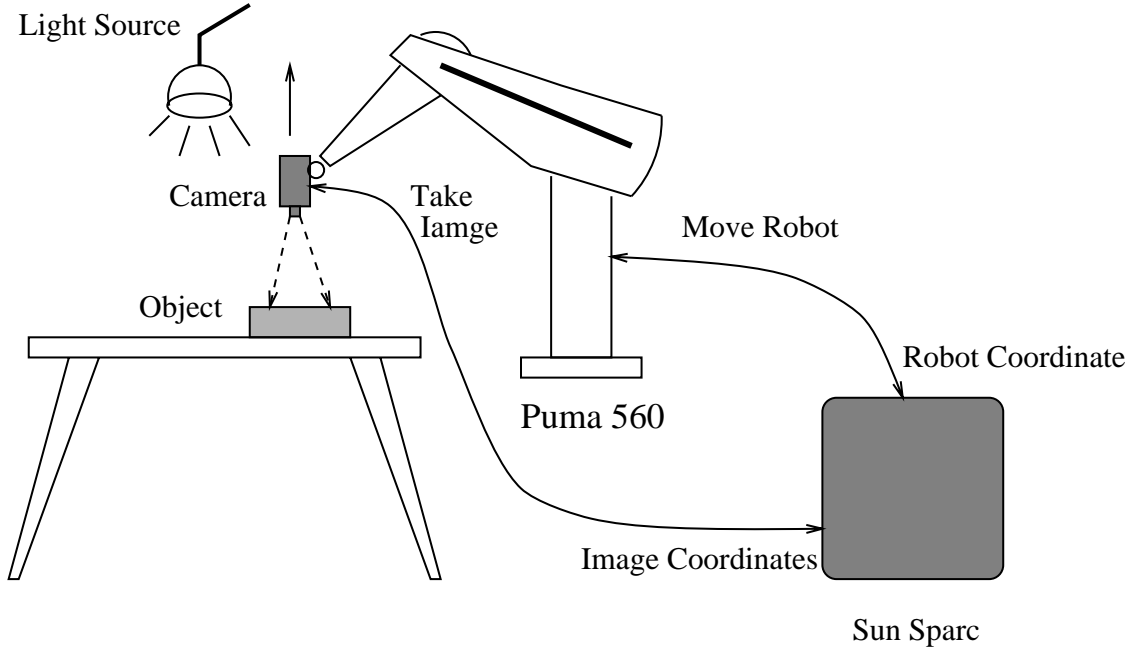 Light Source
Camera
Take
Iamge
Move Robot
Object
Robot Coordinate
Puma 560
Image Coordinates
Sun Sparc